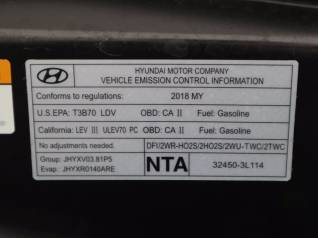 HYUNDAI MOTOR COMPANY
VEHICLE EMISSION CONTROL INFORMATION
Conforms to regulations: 2018 MY
U.S.EPA: T3B70 LDV OBD: CA II Fuel: Gasoline
California: LEV III ULEV70 PC OBD: CA II Fuel: Gasoline
No adjustments needed. DFI/2WR-HO2S/2HO2S/2WU-TWC/2TWC
Group: JHYXV03.81P5
Evap: JHYXR0140ARE
NTA 32450-3L114